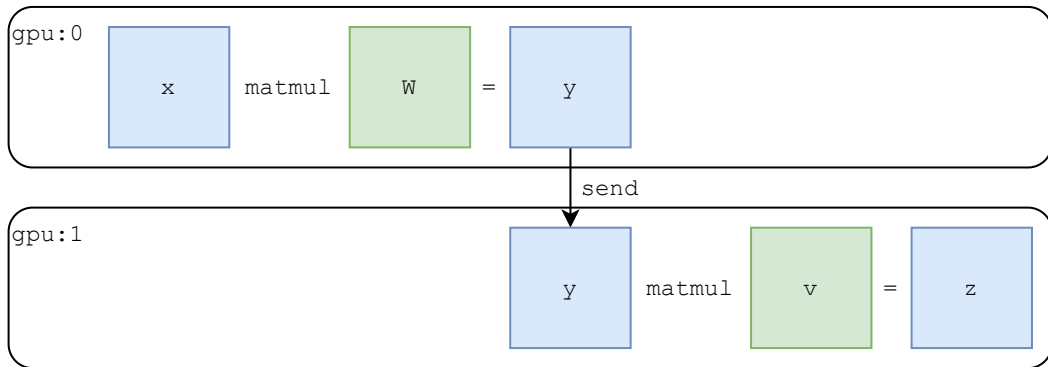 gpu:0
x matmul W = y
send
gpu:1
y matmul v = z